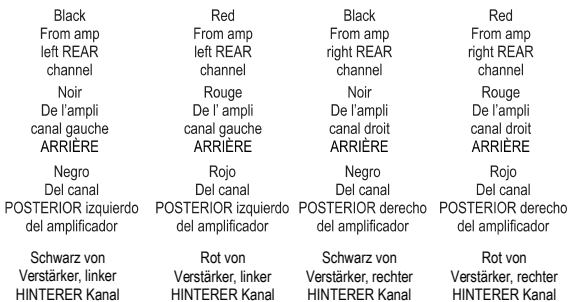 Black
From amp
left REAR
channel
Noir
De l'ampli
canal gauche
ARRIÈRE
Negro
Del canal
POSTERIOR izquierdo
del amplificador
Schwarz von
Verstärker, linker
HINTERER Kanal
Red
From amp
left REAR
channel
Rouge
De l' ampli
canal gauche
ARRIÈRE
Rojo
Del canal
POSTERIOR izquierdo
del amplificador
Rot von
Verstärker, linker
HINTERER Kanal
Black
From amp
right REAR
channel
Noir
De l'ampli
canal droit
ARRIÈRE
Negro
Del canal
POSTERIOR derecho
del amplificador
Schwarz von
Verstärker, rechter
HINTERER Kanal
Red
From amp
right REAR
channel
Rouge
De l'ampli
canal droit
ARRIÈRE
Rojo
Del canal
POSTERIOR derecho
del amplificador
Rot von
Verstärker, rechter
HINTERER Kanal